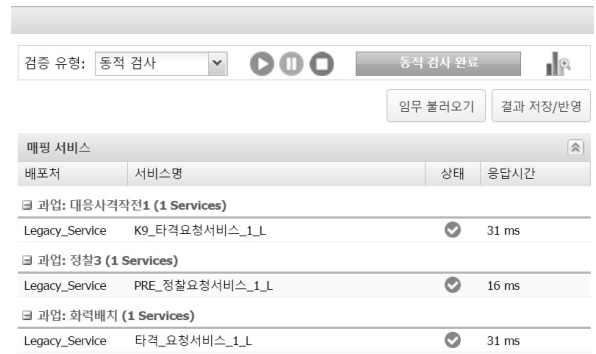 검증 유형: 동적 검사 동적 검사 완료
임무 불러오기 결과 저장/반영
매핑 서비스
배포처 서비스명 상태 응답시간
과업: 대응사격작전1 (1 Services)
Legacy_Service K9_타격요청서비스_1_L 31 ms
과업: 정찰3 (1 Services)
Legacy_Service PRE_정찰요청서비스_1_L 16 ms
과업: 화력배치 (1 Services)
Legacy_Service 타격_요청서비스_1_L 31 ms